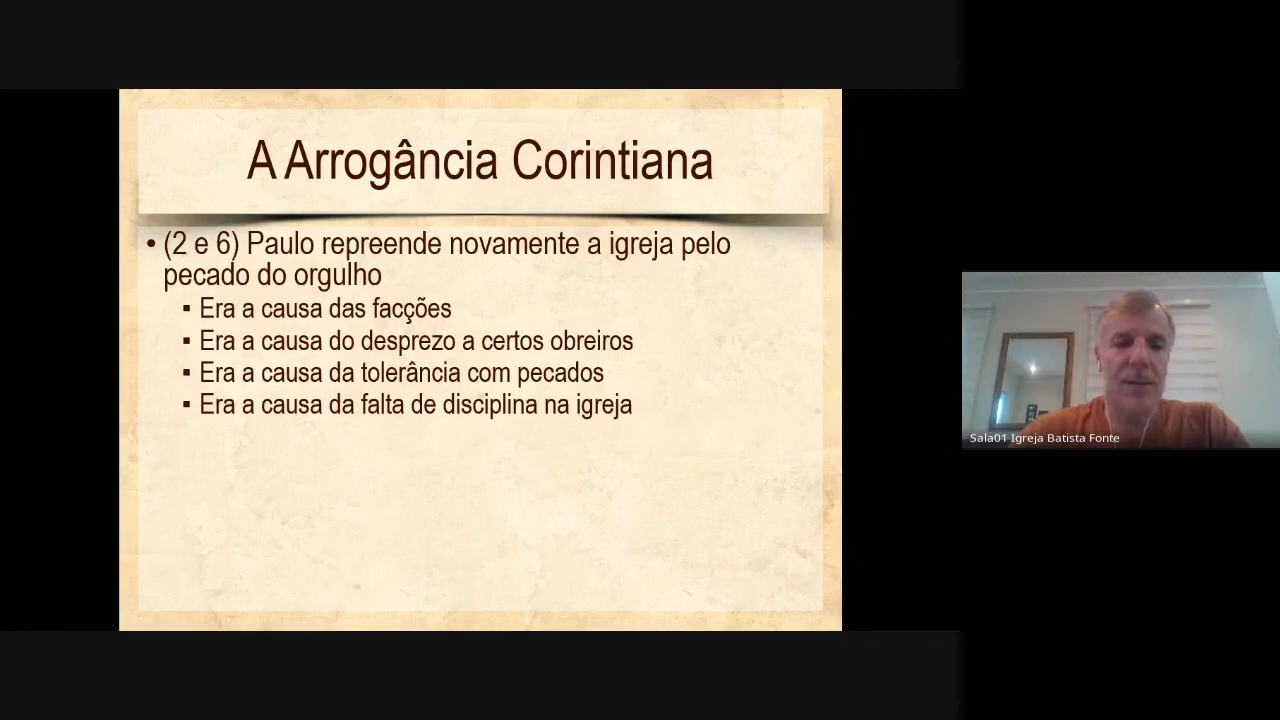 A Arrogância Corintiana
• (2 e 6) Paulo repreende novamente a igreja pelo
pecado do orgulho
▪ Era a causa das facções
▪ Era a causa do desprezo a certos obreiros
▪ Era a causa da tolerância com pecados
▪ Era a causa da falta de disciplina na igreja
Sala01 Igreja Batista Fonte